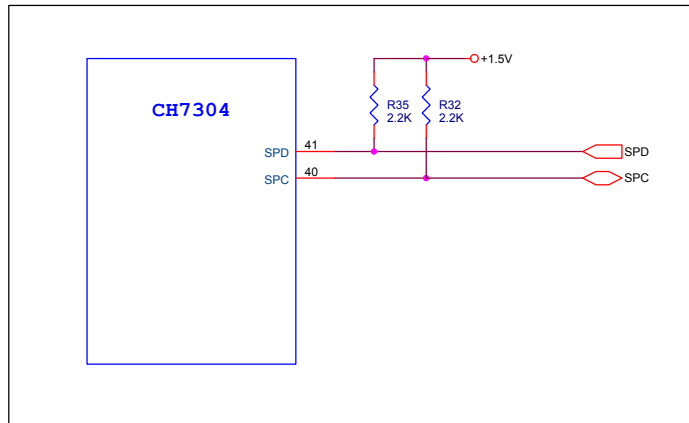 +1.5V
CH7304
R35 R32
2.2K 2.2K
SPD 41 SPD
SPC 40 SPC